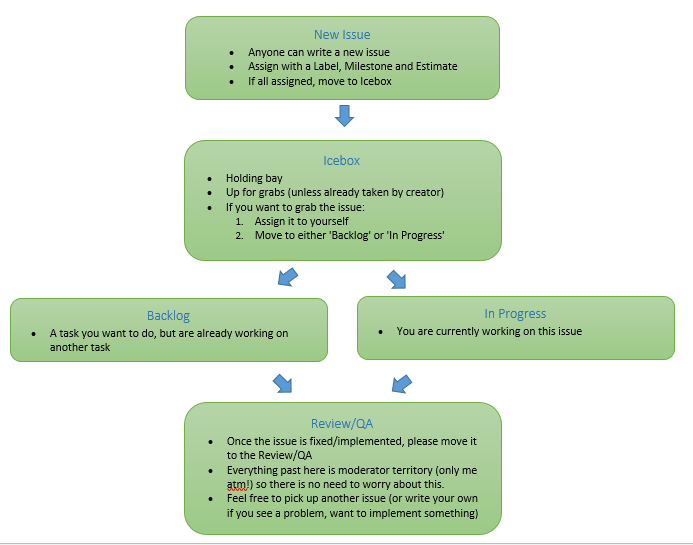 New Issue
• Anyone can write a new issue
• Assign with a Label, Milestone and Estimate
• If all assigned, move to Icebox
Icebox
• Holding bay
• Up for grabs (unless already taken by creator)
• If you want to grab the issue:
1. Assign it to yourself
2. Move to either 'Backlog' or 'In Progress'
Backlog
• A task you want to do, but are already working on
another task
In Progress
• You are currently working on this issue
Review/QA
• Once the issue is fixed/implemented, please move it
to the Review/QA
• Everything past here is moderator territory (only me
atm!) so there is no need to worry about this.
• Feel free to pick up another issue (or write your own
if you see a problem, want to implement something)